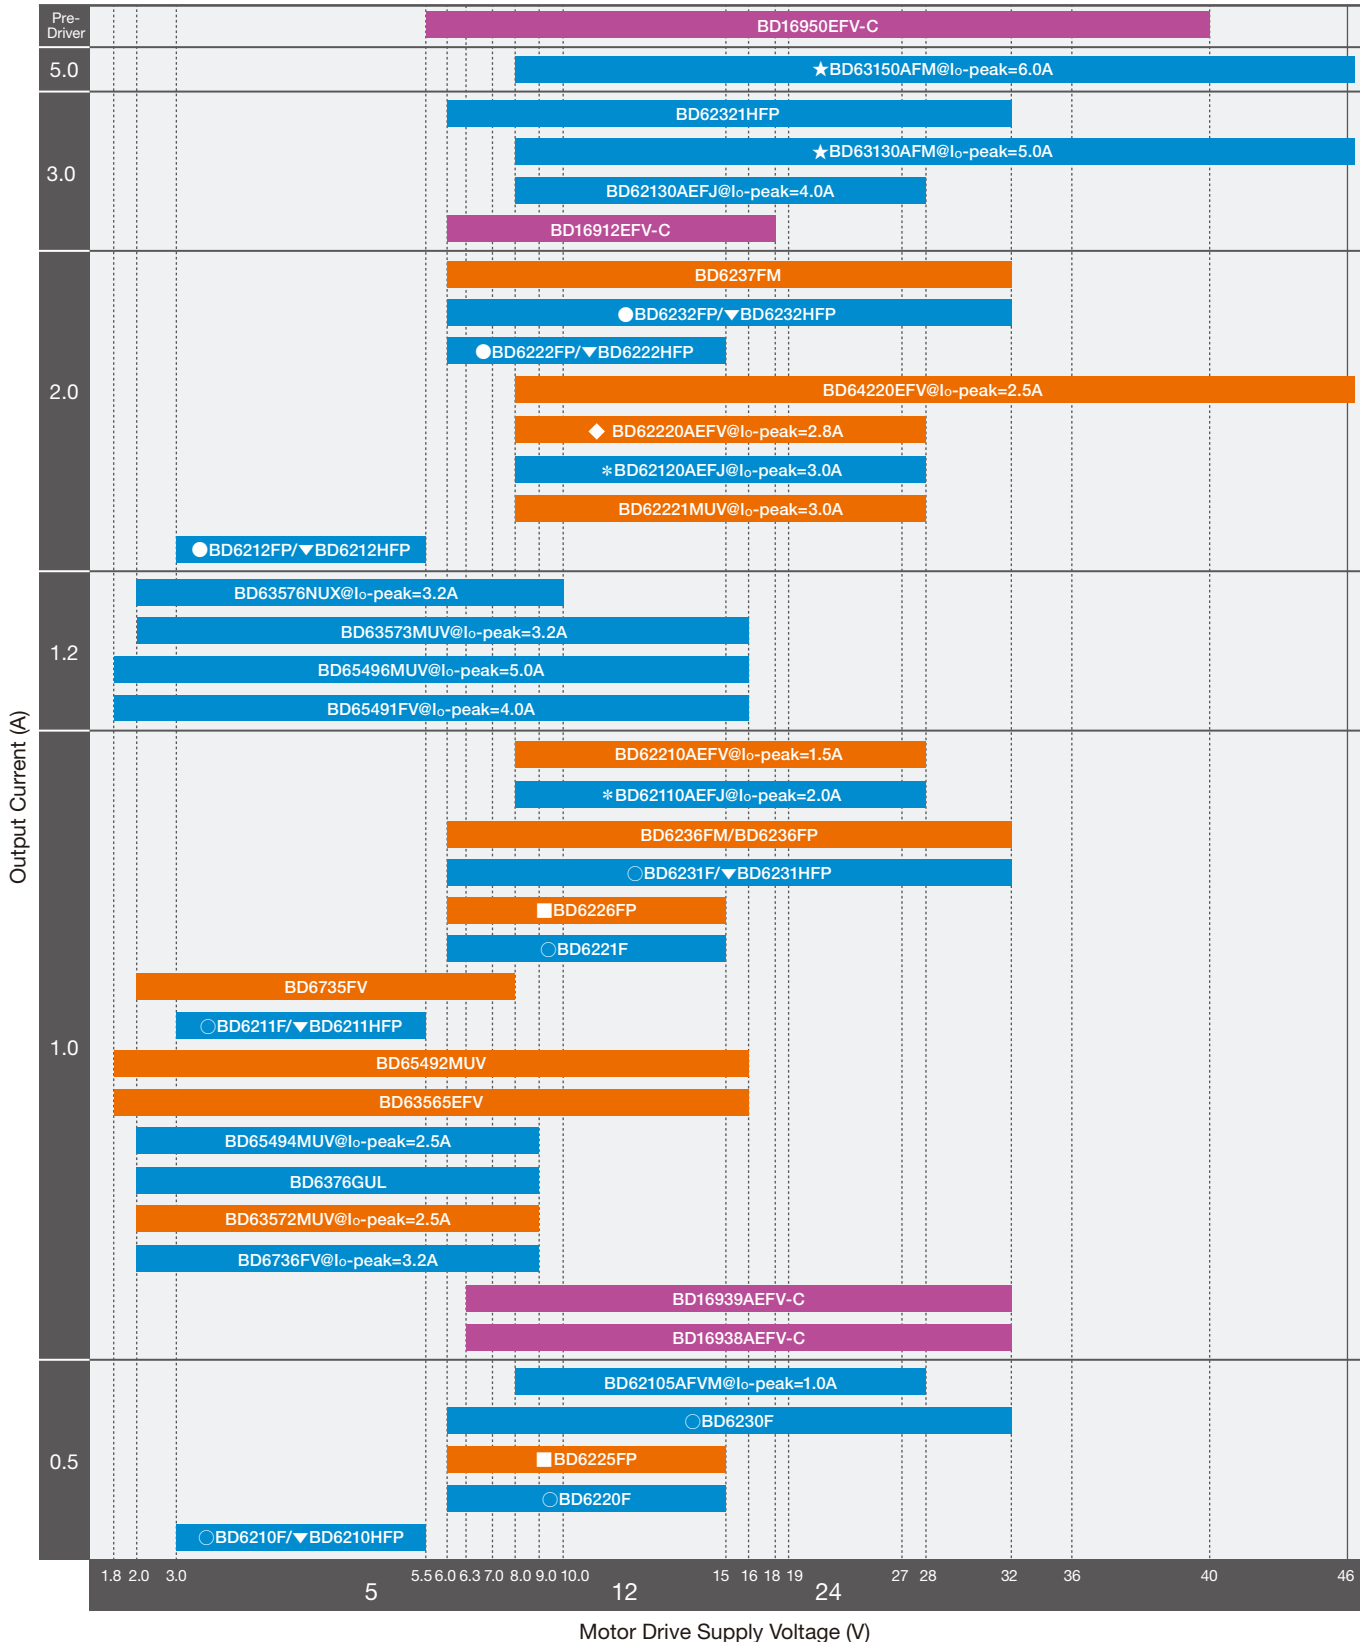 Pre-
Driver
BD16950EFV-C
5.0
★BD63150AFM@Io-peak=6.0A
BD62321HFP
★BD63130AFM@Io-peak=5.0A
3.0
BD62130AEFJ@Io-peak=4.0A
BD16912EFV-C
BD6237FM
●BD6232FP/▼BD6232HFP
●BD6222FP/▼BD6222HFP
2.0
BD64220EFV@Io-peak=2.5A
◆ BD62220AEFV@Io-peak=2.8A
*BD62120AEFJ@Io-peak=3.0A
BD62221MUV@Io-peak=3.0A
●BD6212FP/▼BD6212HFP
BD63576NUX@Io-peak=3.2A
BD63573MUV@Io-peak=3.2A
1.2
BD65496MUV@Io-peak=5.0A
BD65491FV@Io-peak=4.0A
Output Current (A)
BD62210AEFV@Io-peak=1.5A
*BD62110AEFJ@Io-peak=2.0A
BD6236FM/BD6236FP
○BD6231F/▼BD6231HFP
■BD6226FP
○BD6221F
BD6735FV
○BD6211F/▼BD6211HFP
1.0
BD65492MUV
BD63565EFV
BD65494MUV@Io-peak=2.5A
BD6376GUL
BD63572MUV@Io-peak=2.5A
BD6736FV@Io-peak=3.2A
BD16939AEFV-C
BD16938AEFV-C
BD62105AFVM@Io-peak=1.0A
○BD6230F
0.5
■BD6225FP
○BD6220F
○BD6210F/▼BD6210HFP
1.8 2.0 3.0 5.5 6.0 6.3 7.0 8.0 9.0 10.0 15 16 18 19 27 28 32 36 40 46
5 12 24
Motor Drive Supply Voltage (V)